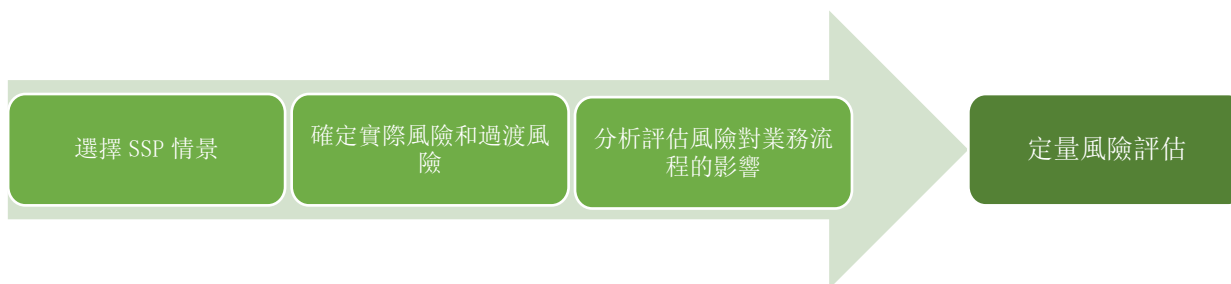 選擇 SSP 情景
確定實際風險和過渡風
險
分析評估風險對業務流
程的影響
定量風險評估